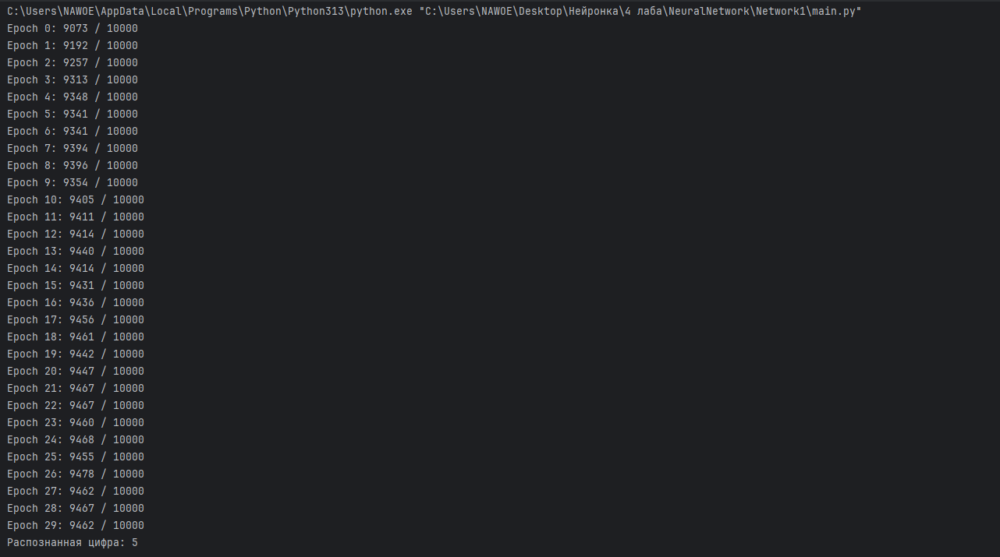 C:\Users\NAWOE\AppData\Local\Programs\Python\Python313\python.exe "C:\Users\NAWOE\Desktop\Нейронка\4 лаба\NeuralNetwork\Network1\main.py"
Epoch 0: 9073 / 10000
Epoch 1: 9192 / 10000
Epoch 2: 9257 / 10000
Epoch 3: 9313 / 10000
Epoch 4: 9348 / 10000
Epoch 5: 9341 / 10000
Epoch 6: 9341 / 10000
Epoch 7: 9394 / 10000
Epoch 8: 9396 / 10000
Epoch 9: 9354 / 10000
Epoch 10: 9405 / 10000
Epoch 11: 9411 / 10000
Epoch 12: 9414 / 10000
Epoch 13: 9440 / 10000
Epoch 14: 9414 / 10000
Epoch 15: 9431 / 10000
Epoch 16: 9436 / 10000
Epoch 17: 9456 / 10000
Epoch 18: 9461 / 10000
Epoch 19: 9442 / 10000
Epoch 20: 9447 / 10000
Epoch 21: 9467 / 10000
Epoch 22: 9467 / 10000
Epoch 23: 9460 / 10000
Epoch 24: 9468 / 10000
Epoch 25: 9455 / 10000
Epoch 26: 9478 / 10000
Epoch 27: 9462 / 10000
Epoch 28: 9467 / 10000
Epoch 29: 9462 / 10000
Распознанная цифра: 5